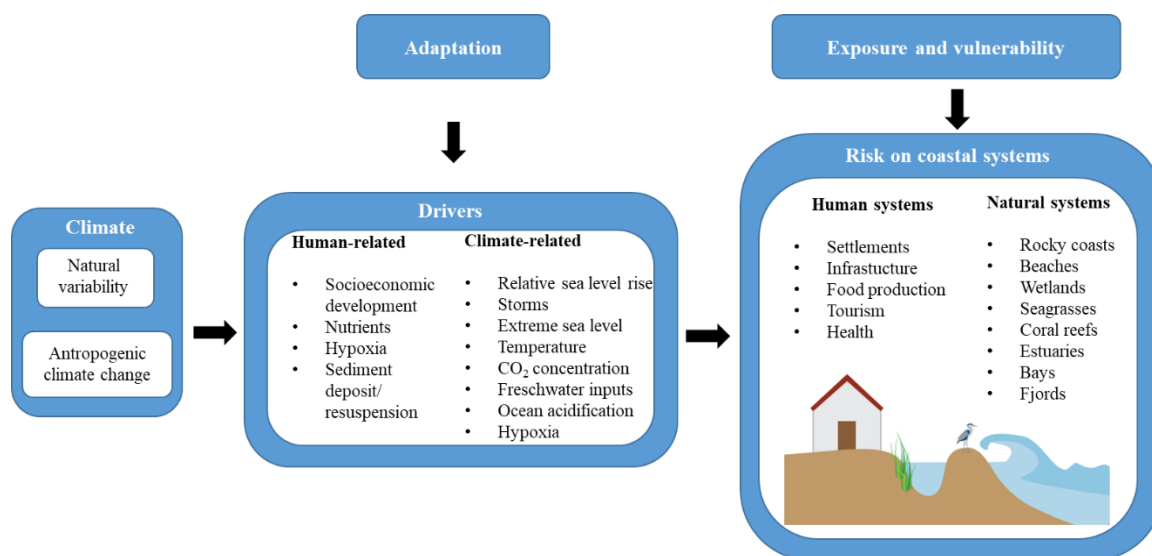 Adaptation
Exposure and vulnerability
Climate
Natural
variability
Antropogenic
climate change
Drivers
Human-related
• Socioeconomic
development
• Nutrients
• Hypoxia
• Sediment
deposit/
resuspension
Climate-related
• Relative sea level rise
• Storms
• Extreme sea level
• Temperature
• CO₂ concentration
• Freschwater inputs
• Ocean acidification
• Hypoxia
Risk on coastal systems
Human systems
• Settlements
• Infrastucture
• Food production
• Tourism
• Health
Natural systems
• Rocky coasts
• Beaches
• Wetlands
• Seagrasses
• Coral reefs
• Estuaries
• Bays
• Fjords